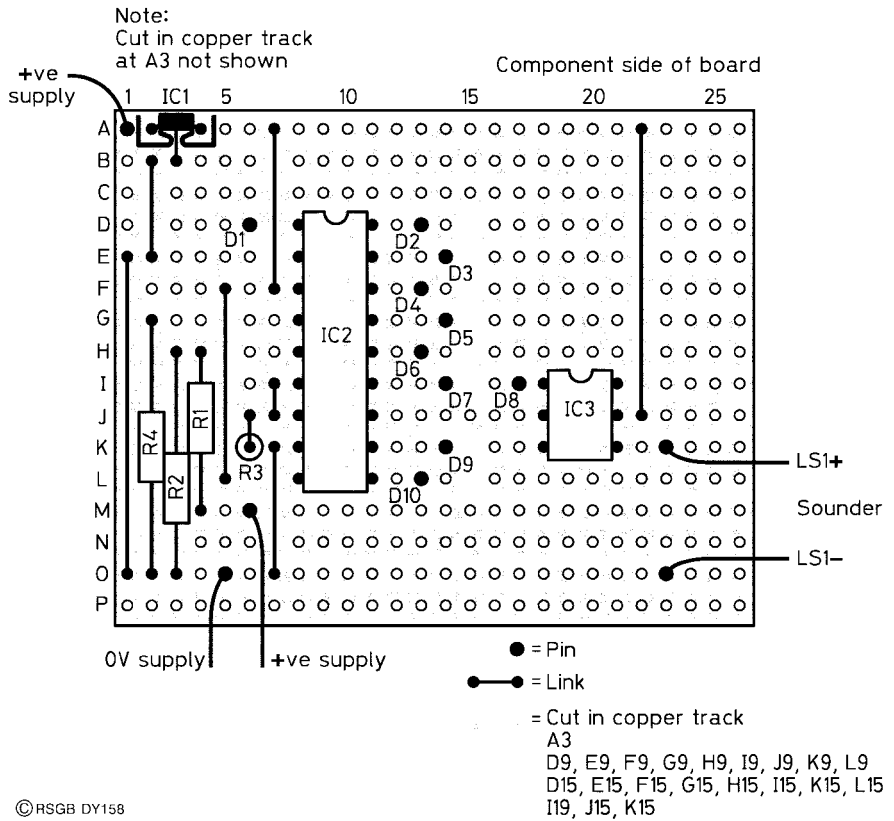 Note:
Cut in copper track
at A3 not shown
Component side of board
+ve
supply
1 IC1 5 10 15 20 25
A
B
C
D
D1 D2
E
D3
F
D4
G
D5
IC2
H
D6
I
D7 D8
R1
IC3
J
R4
K
R3
D9
LS1+
R2
L
D10
M
Sounder
N
O
LS1–
P
0V supply
+ve supply
= Pin
= Link
= Cut in copper track
A3
D9, E9, F9, G9, H9, I9, J9, K9, L9
D15, E15, F15, G15, H15, I15, K15, L15
I19, J15, K15
© RSGB DY158